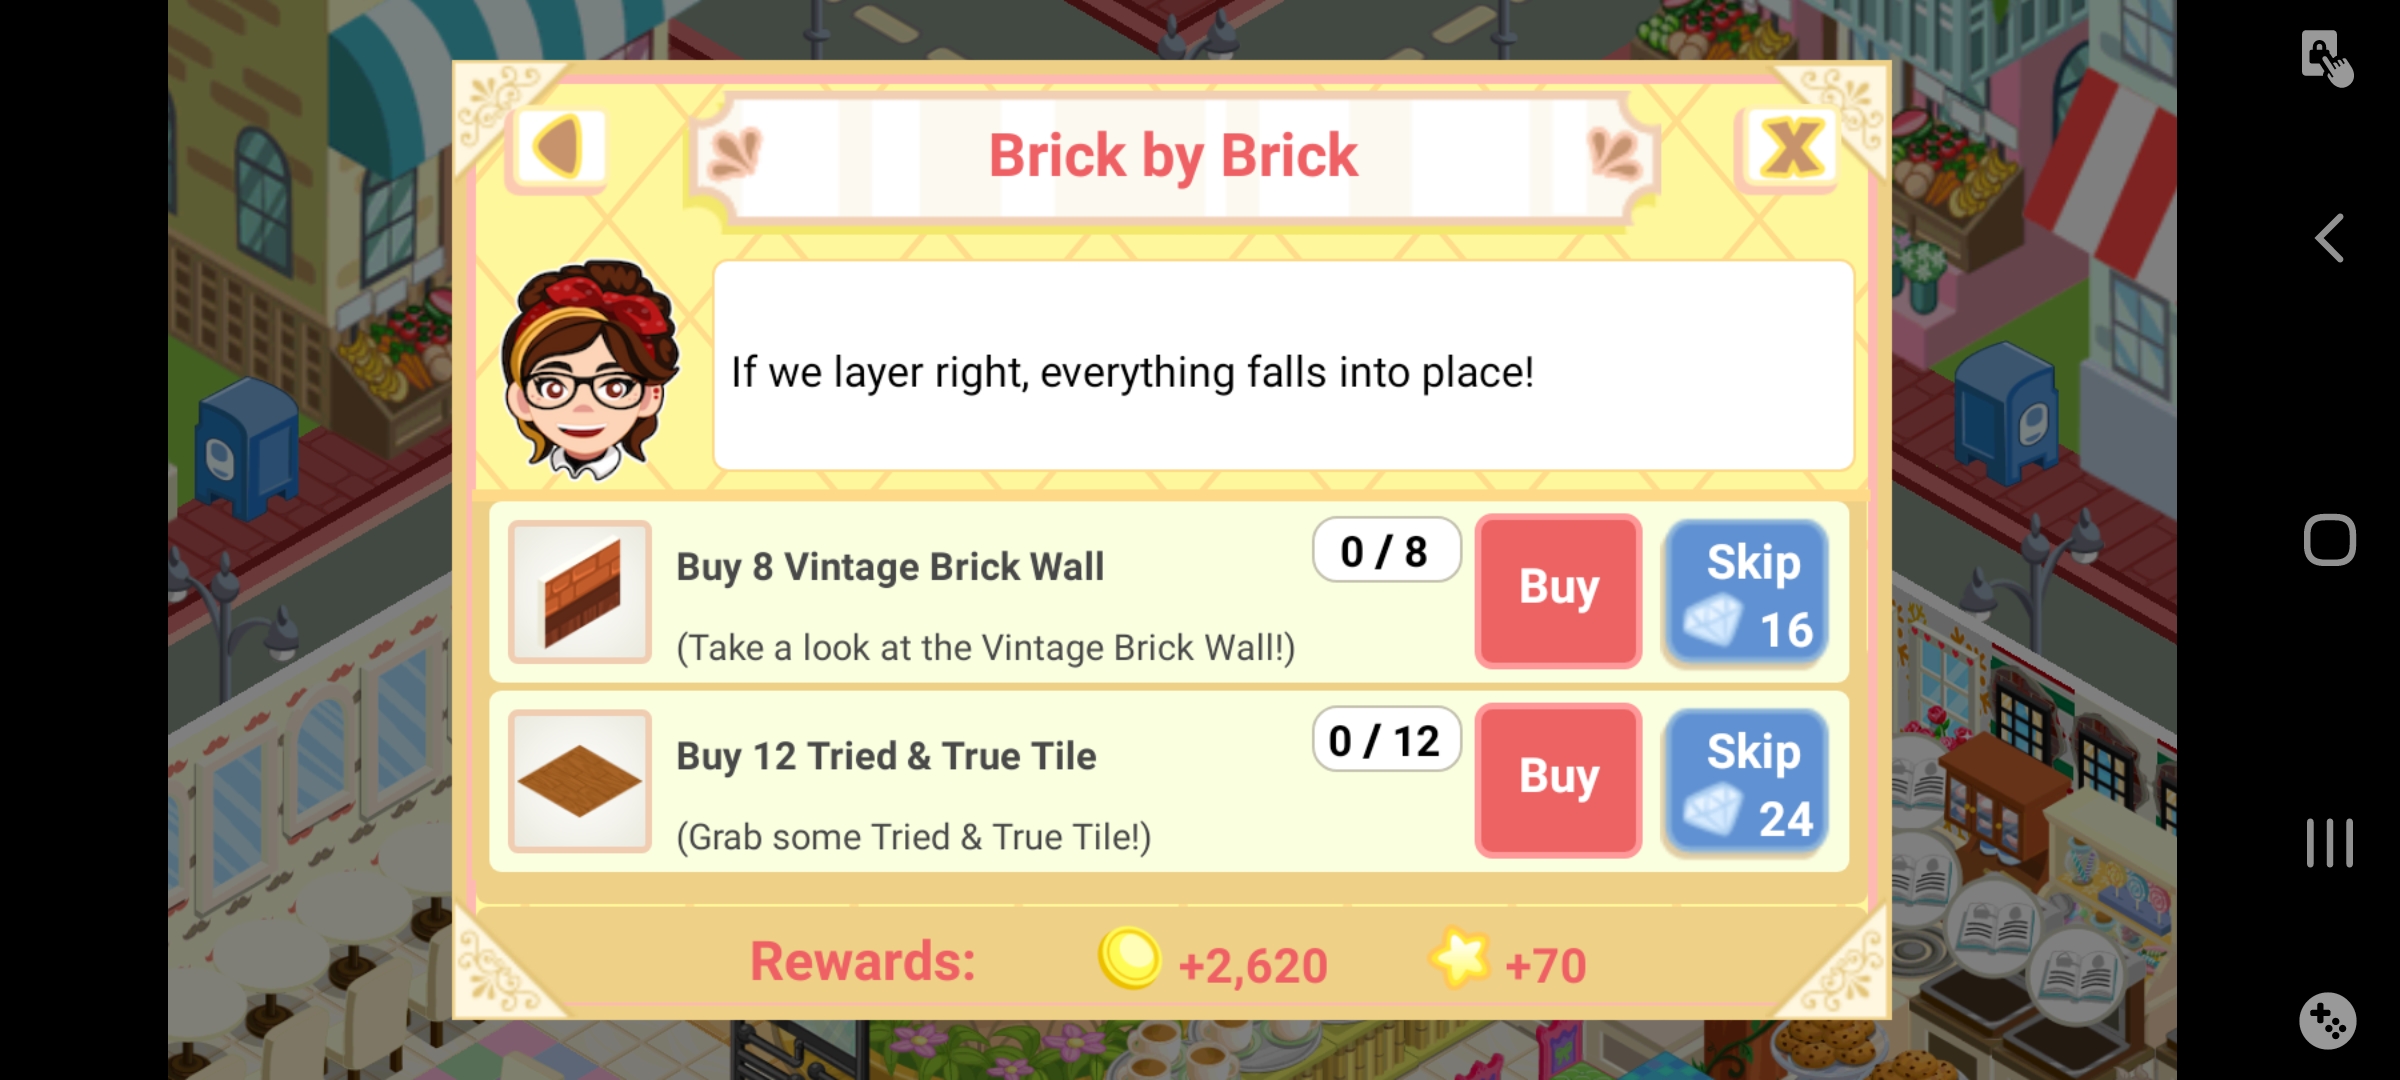 Brick by Brick
If we layer right, everything falls into place!
Buy 8 Vintage Brick Wall
0 / 8
Buy
Skip
16
(Take a look at the Vintage Brick Wall!)
Buy 12 Tried & True Tile
0 / 12
Buy
Skip
24
(Grab some Tried & True Tile!)
Rewards: +2,620 +70